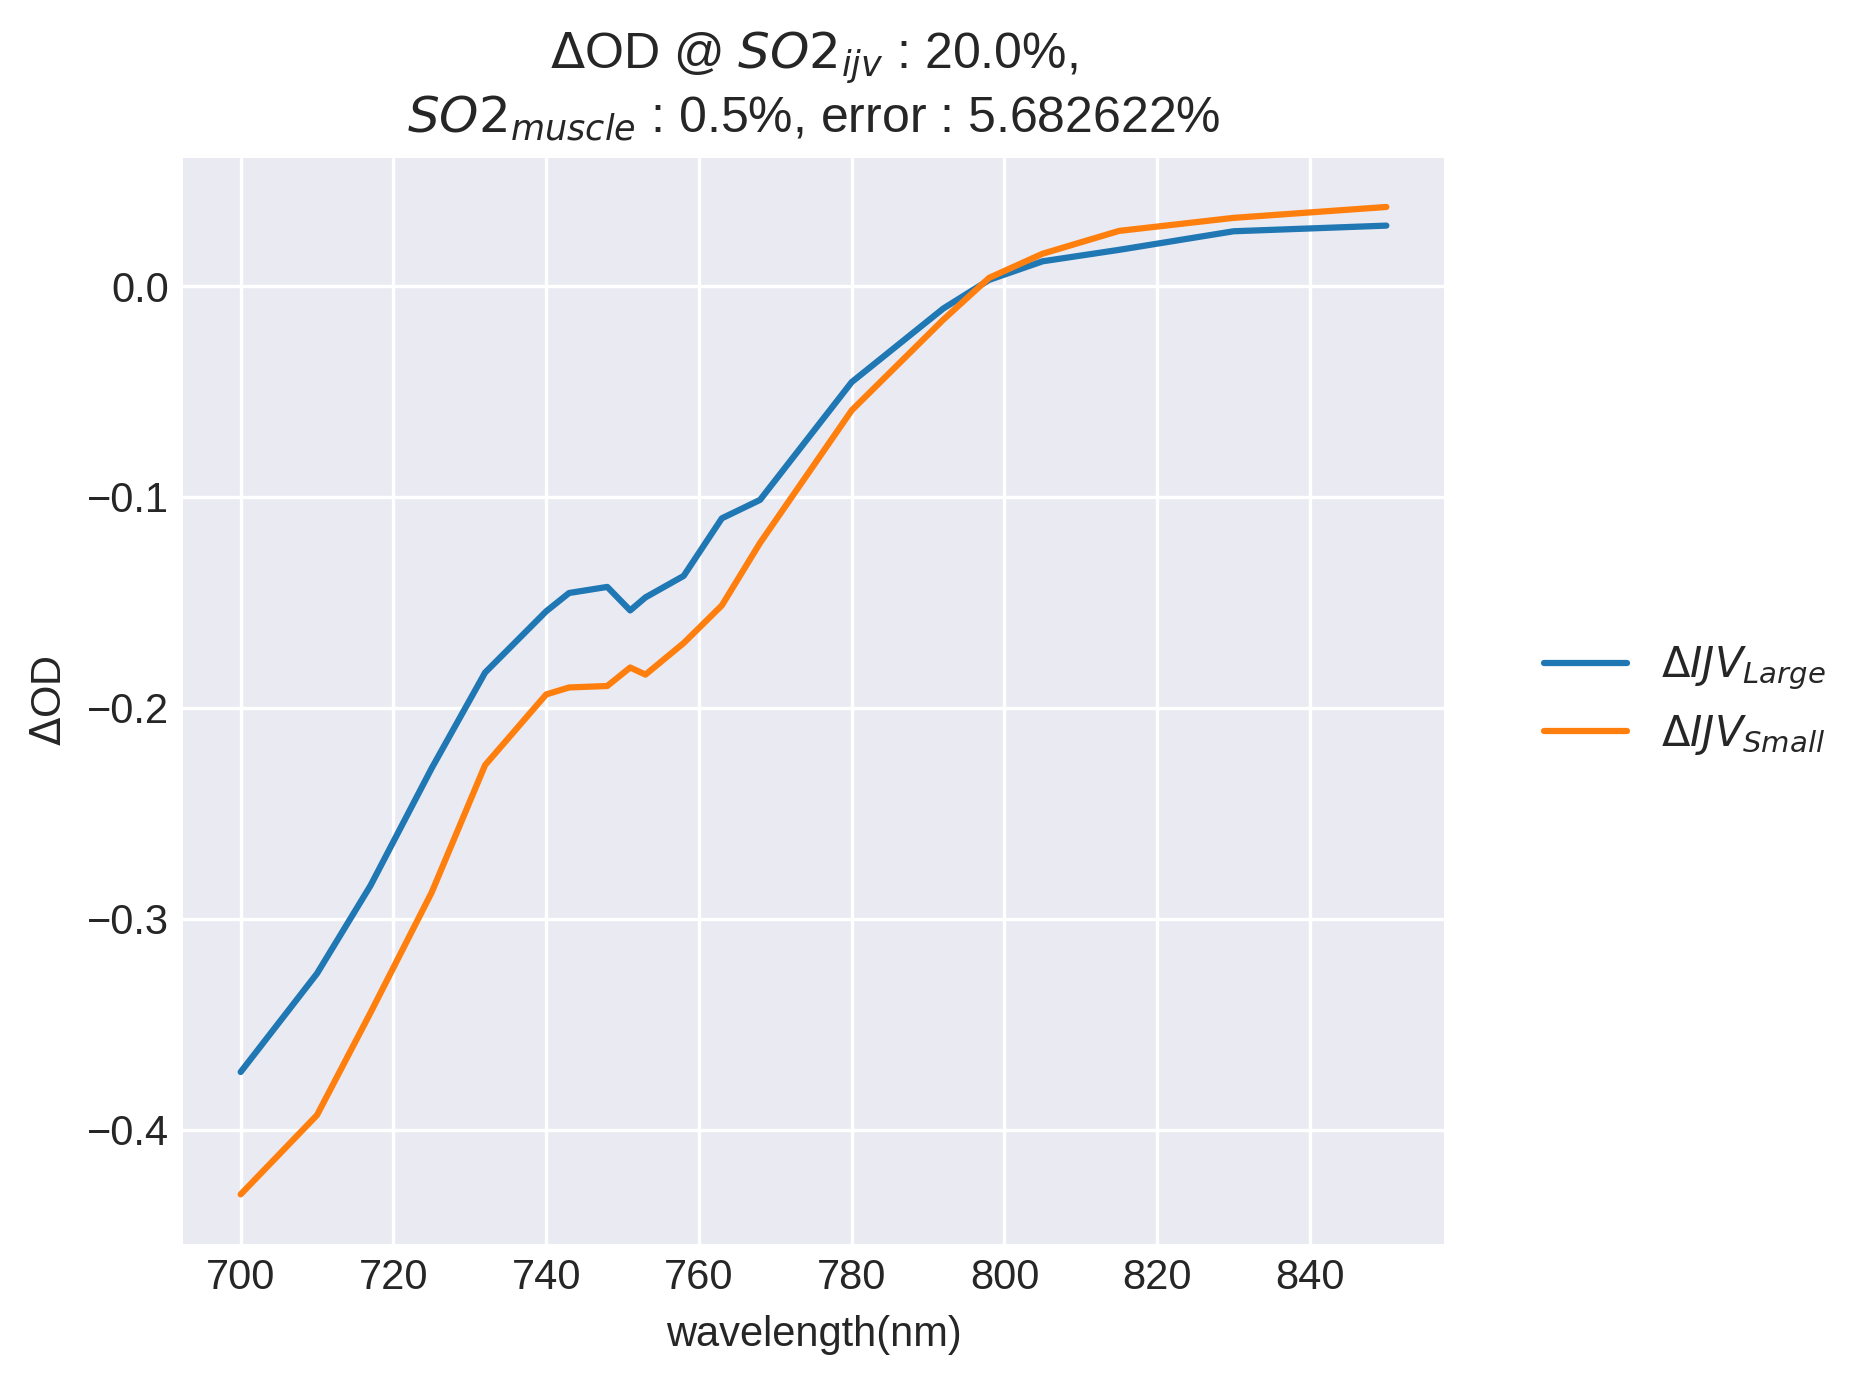 ΔOD @ SO2ijv : 20.0%,
SO2muscle : 0.5%, error : 5.682622%
ΔOD
0.0
−0.1
−0.2
−0.3
−0.4
700 720 740 760 780 800 820 840
wavelength(nm)
ΔIJVLarge
ΔIJVSmall